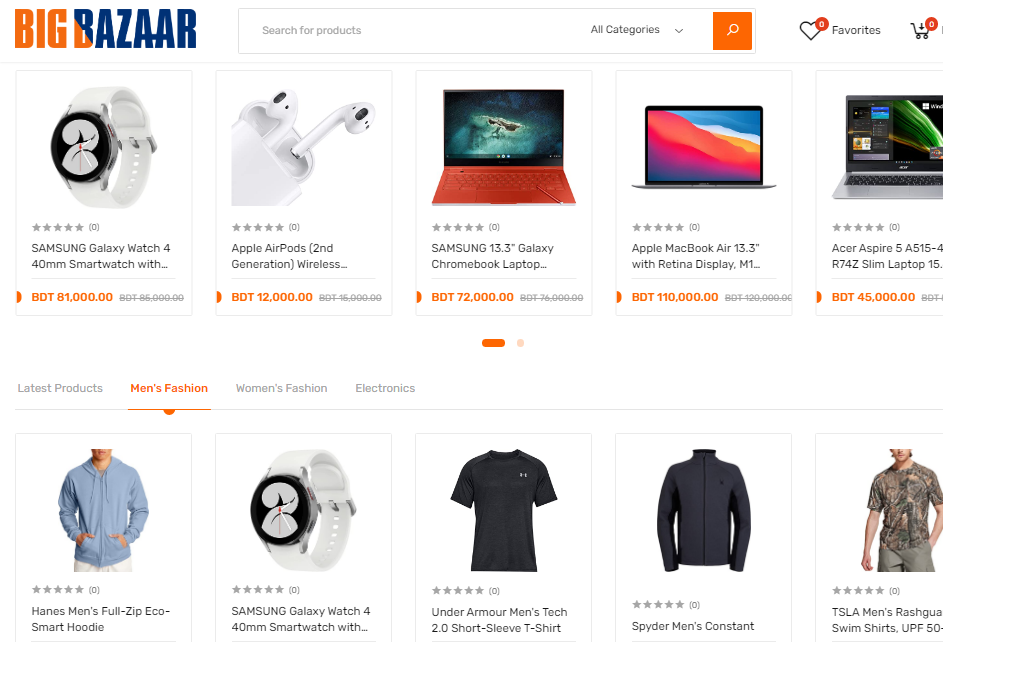 BIG BAZAAR
Search for products
All Categories
0
Favorites
0
(0)
(0)
(0)
(0)
(0)
SAMSUNG Galaxy Watch 4
40mm Smartwatch with...
Apple AirPods (2nd
Generation) Wireless...
SAMSUNG 13.3" Galaxy
Chromebook Laptop...
Apple MacBook Air 13.3"
with Retina Display, M1...
Acer Aspire 5 A515-4
R74Z Slim Laptop 15.
BDT 81,000.00 BDT 85,000.00
BDT 12,000.00 BDT 15,000.00
BDT 72,000.00 BDT 76,000.00
BDT 110,000.00 BDT 120,000.00
BDT 45,000.00 BDT
Latest Products
Men's Fashion
Women's Fashion
Electronics
(0)
(0)
(0)
(0)
(0)
Hanes Men's Full-Zip Eco-
Smart Hoodie
SAMSUNG Galaxy Watch 4
40mm Smartwatch with...
Under Armour Men's Tech
2.0 Short-Sleeve T-Shirt
Spyder Men's Constant
TSLA Men's Rashgua
Swim Shirts, UPF 50-